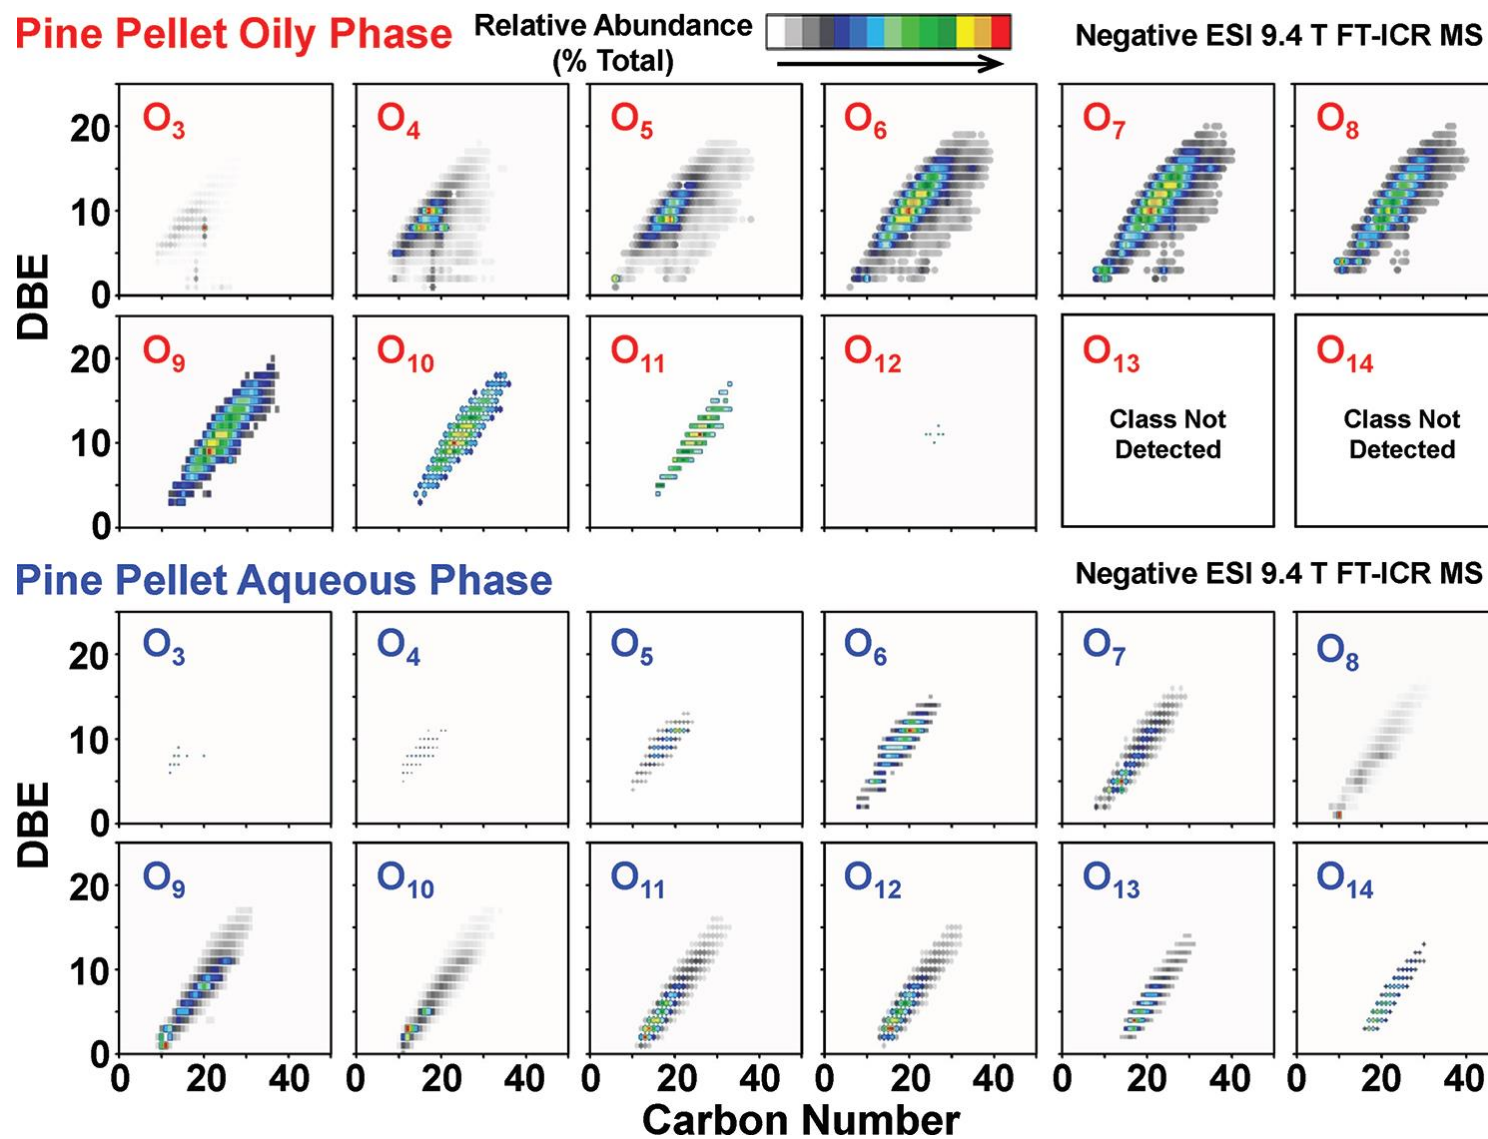 Pine Pellet Oily Phase Relative Abundance Negative ESI 9.4 T FT-ICR MS
(% Total)
O3 O4 O5 O6 O7 O8
20
10
0
DBE
O9 O10 O11 O12 O13 O14
20
Class Not Class Not
10 Detected Detected
0
Pine Pellet Aqueous Phase Negative ESI 9.4 T FT-ICR MS
O3 O4 O5 O6 O7 O8
20
10
0
DBE
O9 O10 O11 O12 O13 O14
20
10
0
0 20 40 0 20 40 0 20 40 0 20 40 0 20 40 0 20 40
Carbon Number